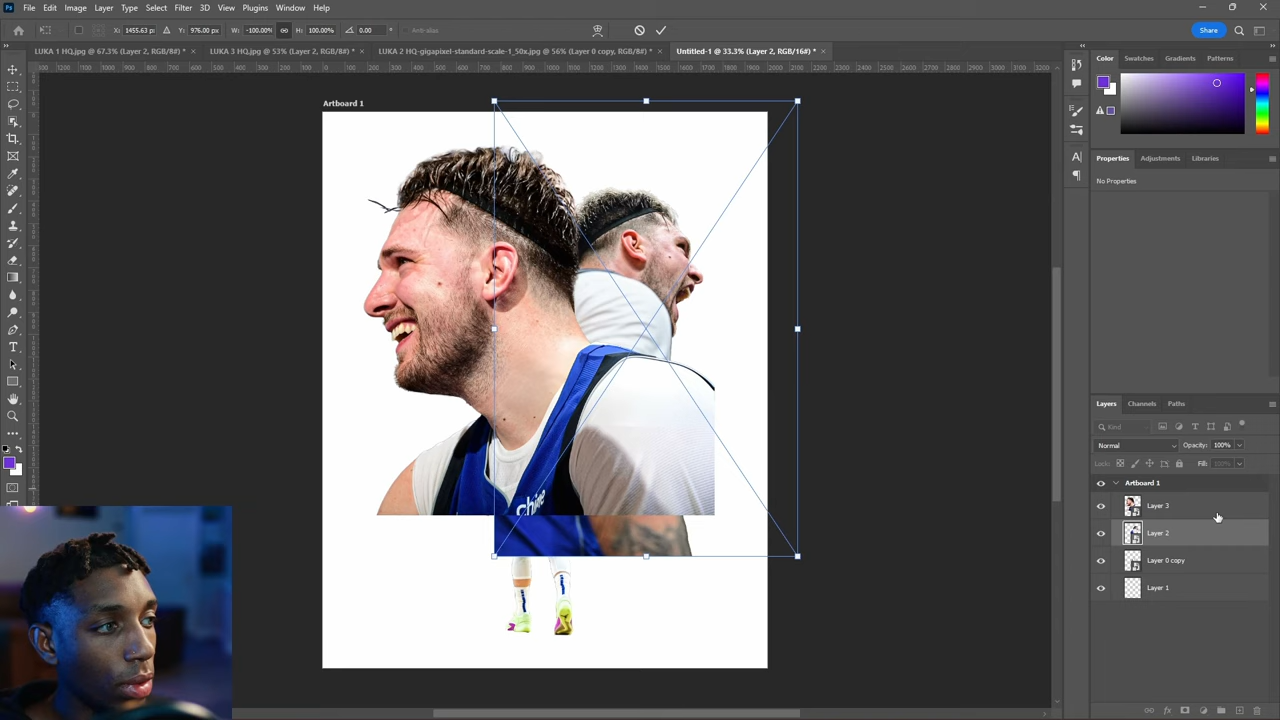 Ps File Edit Image Layer Type Select Filter 3D View Plugins Window Help
X: 1455.63 pi Y: 976.00 px W: -100.00% H: 100.00% 0.00 Anti-alias Share
LUKA 1 HQ.jpg @ 67.3% (Layer 2, RGB/8#) * × LUKA 3 HQ.jpg @ 53% (Layer 2, RGB/8#) * × LUKA 2 HQ-gigapixel-standard-scale-1_50x.jpg @ 56% (Layer 0 copy, RGB/8#) * × Untitled-1 @ 33.3% (Layer 2, RGB/16#) * ×
Color Swatches Gradients Patterns
Artboard 1
Properties Adjustments Libraries
No Properties
Layers Channels Paths
Kind
Normal Opacity: 100%
Lock: Fill: 100%
Artboard 1
Layer 3
Layer 2
Layer 0 copy
Layer 1
Chime